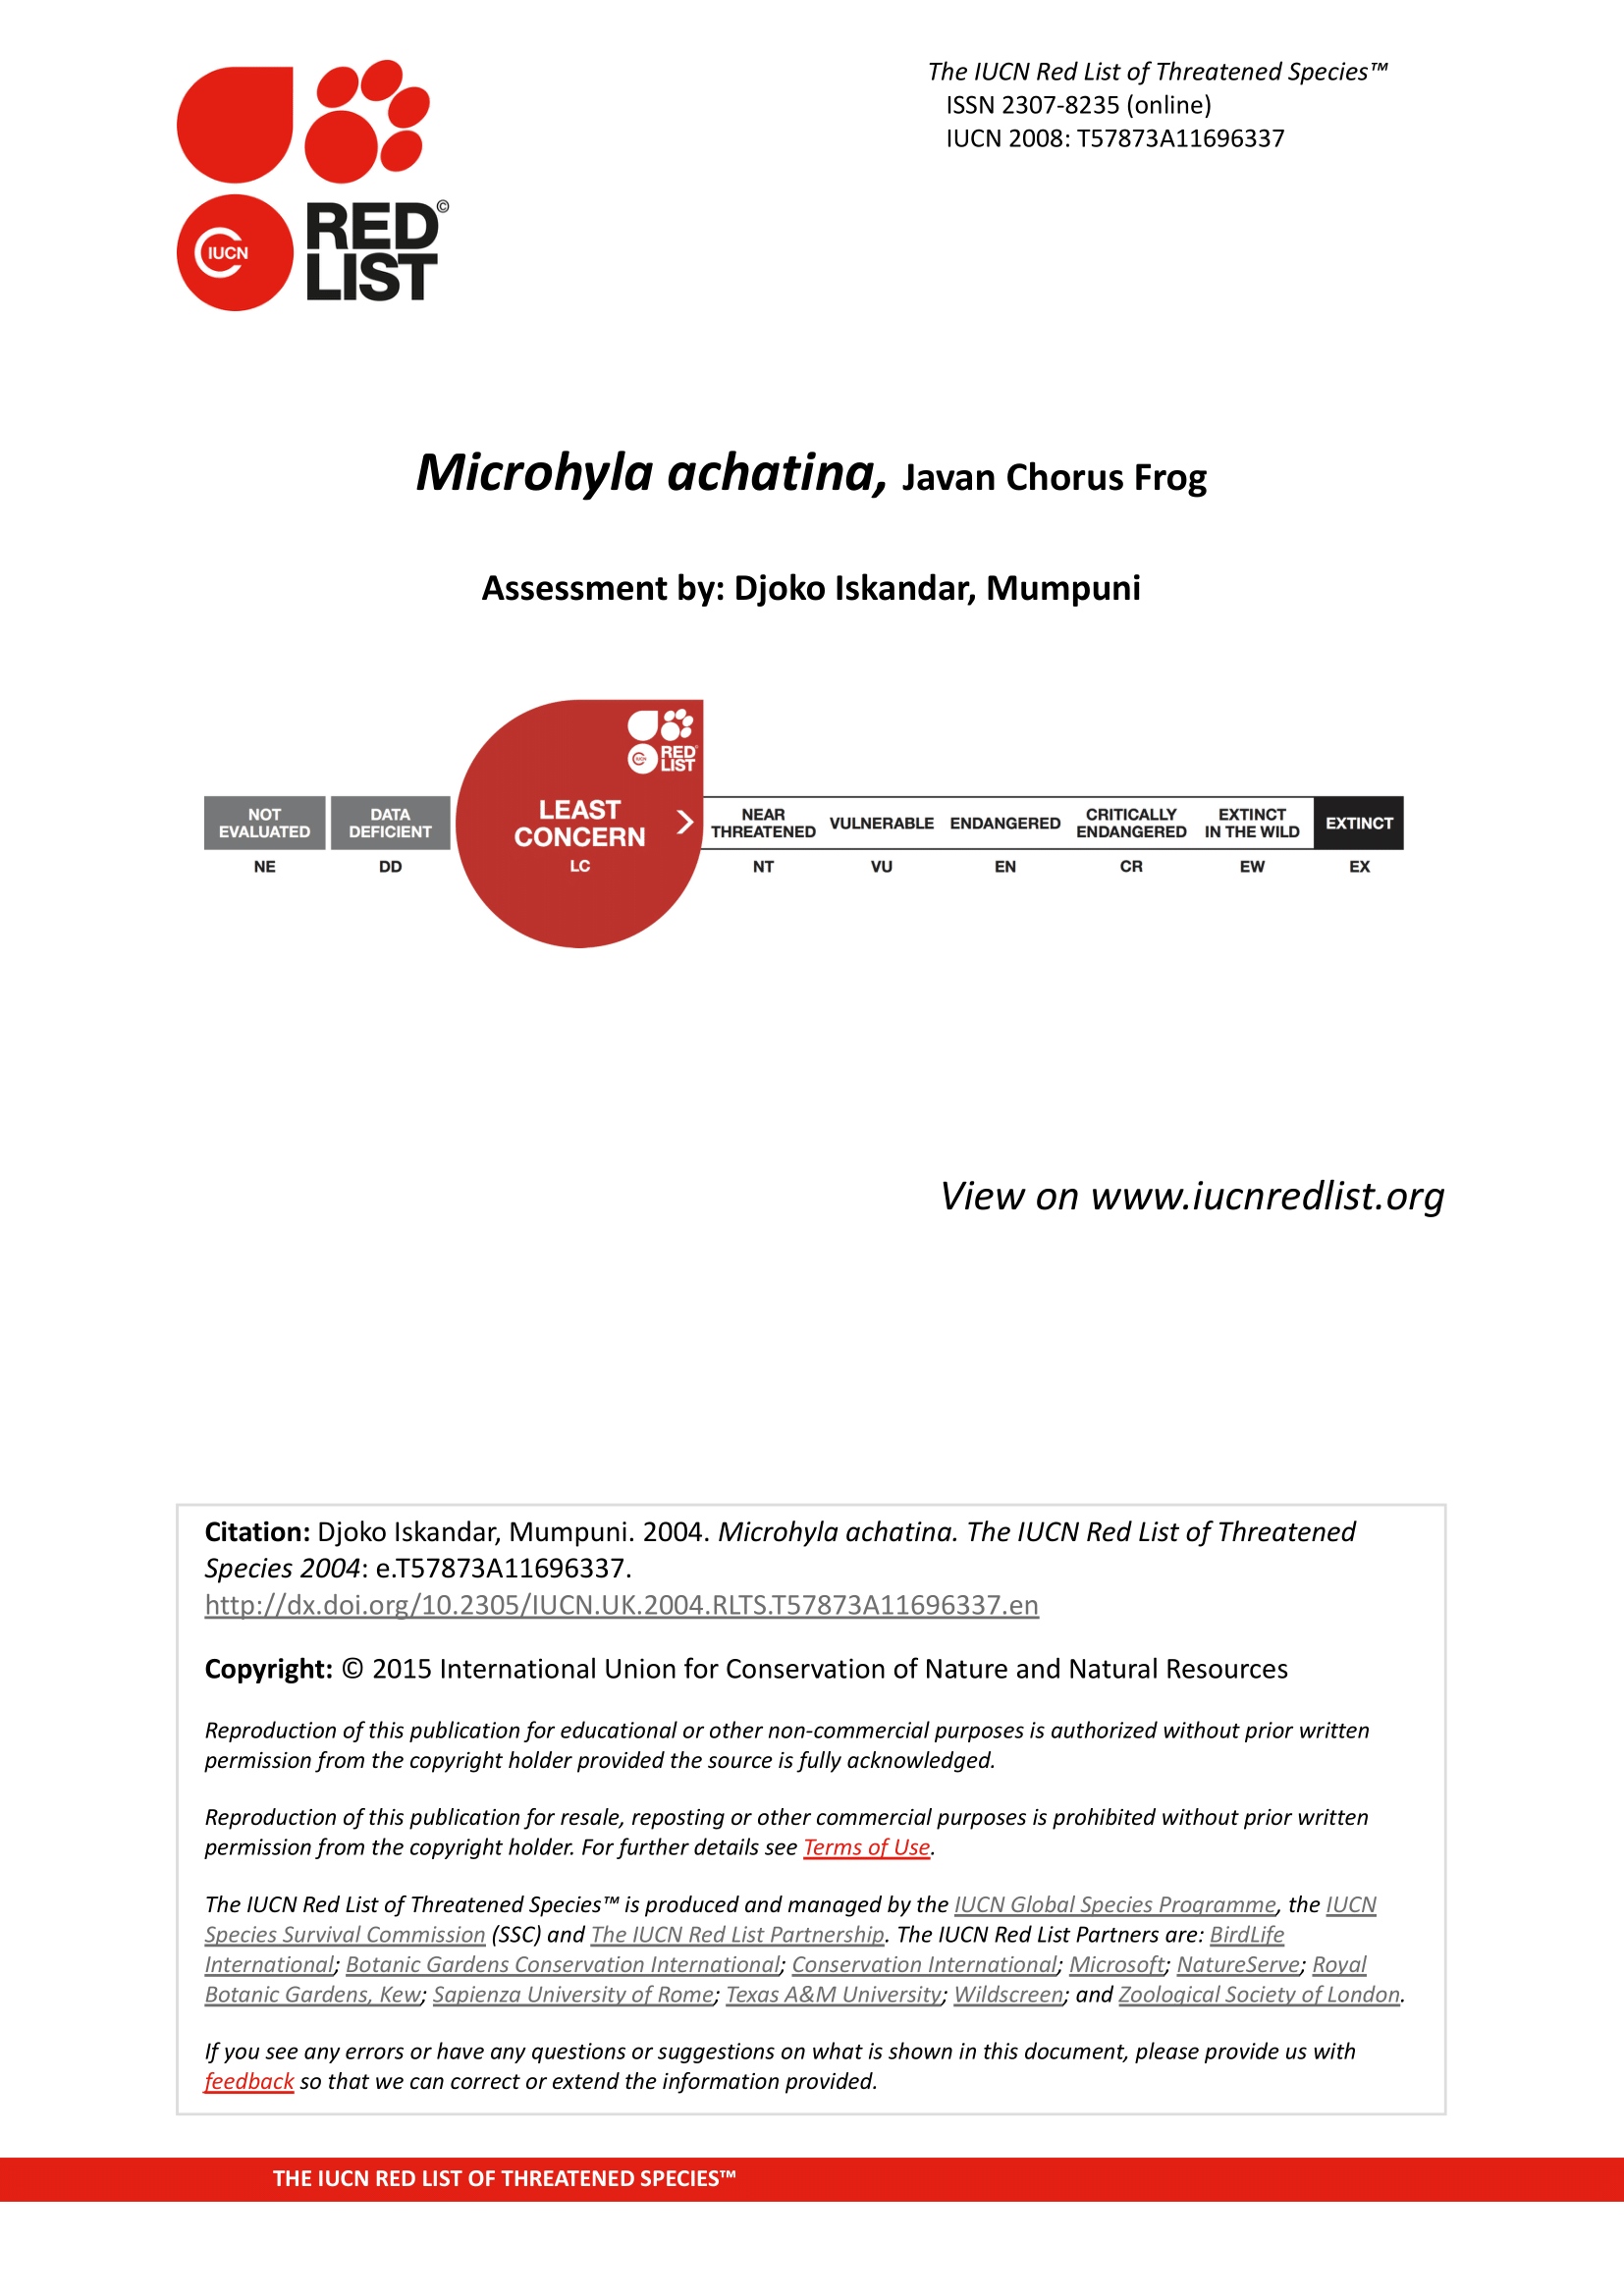 The IUCN Red List of Threatened Species™
ISSN 2307-8235 (online)
IUCN 2008: T57873A11696337
IUCN
RED©
LIST
Microhyla achatina, Javan Chorus Frog
Assessment by: Djoko Iskandar, Mumpuni
IUCN
RED©
LIST
NOT
EVALUATED
NE
DATA
DEFICIENT
DD
LEAST
CONCERN
LC
NEAR
THREATENED
NT
VULNERABLE
VU
ENDANGERED
EN
CRITICALLY
ENDANGERED
CR
EXTINCT
IN THE WILD
EW
EXTINCT
EX
View on www.iucnredlist.org
Citation: Djoko Iskandar, Mumpuni. 2004. Microhyla achatina. The IUCN Red List of Threatened
Species 2004: e.T57873A11696337.
http://dx.doi.org/10.2305/IUCN.UK.2004.RLTS.T57873A11696337.en
Copyright: © 2015 International Union for Conservation of Nature and Natural Resources
Reproduction of this publication for educational or other non-commercial purposes is authorized without prior written
permission from the copyright holder provided the source is fully acknowledged.
Reproduction of this publication for resale, reposting or other commercial purposes is prohibited without prior written
permission from the copyright holder. For further details see Terms of Use.
The IUCN Red List of Threatened Species™ is produced and managed by the IUCN Global Species Programme, the IUCN
Species Survival Commission (SSC) and The IUCN Red List Partnership. The IUCN Red List Partners are: BirdLife
International; Botanic Gardens Conservation International; Conservation International; Microsoft; NatureServe; Royal
Botanic Gardens, Kew; Sapienza University of Rome; Texas A&M University; Wildscreen; and Zoological Society of London.
If you see any errors or have any questions or suggestions on what is shown in this document, please provide us with
feedback so that we can correct or extend the information provided.
THE IUCN RED LIST OF THREATENED SPECIES™